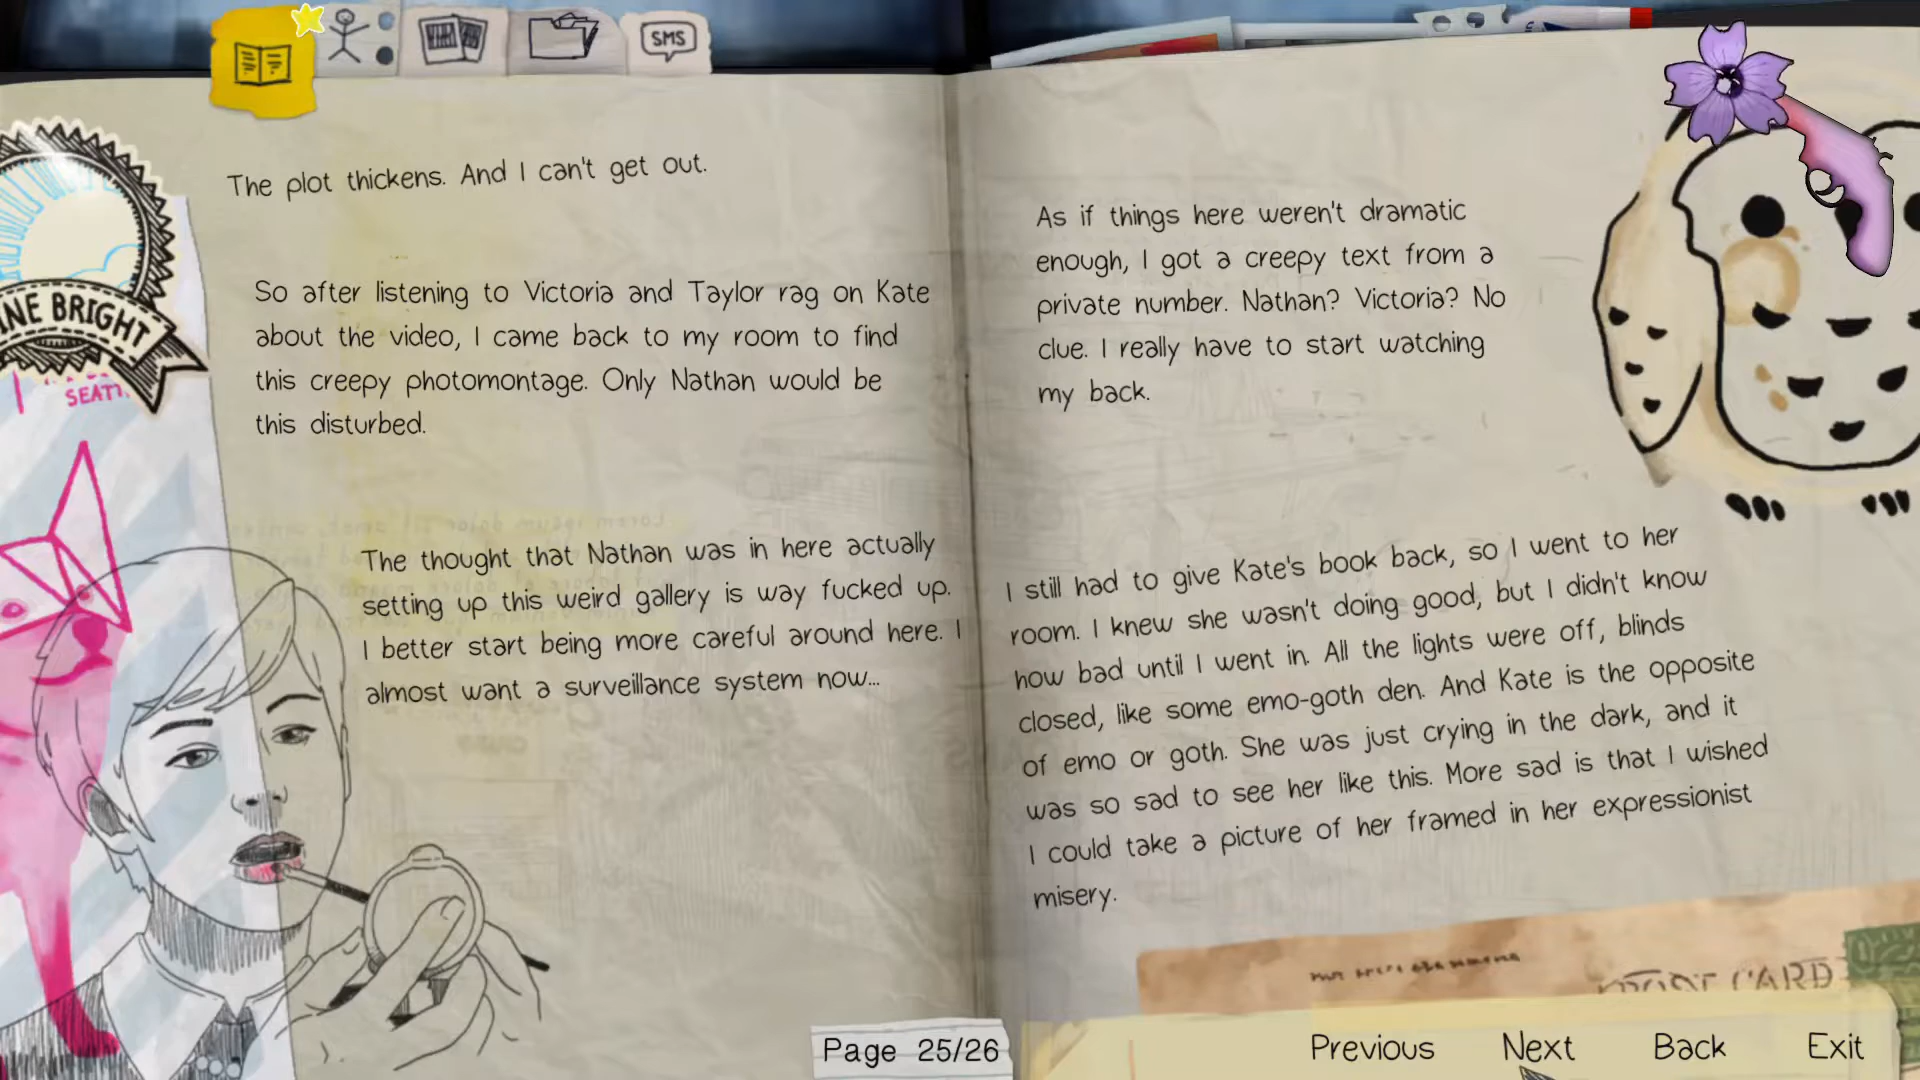 SMS
INE BRIGHT
SEATT
The plot thickens. And I can't get out.
So after listening to Victoria and Taylor rag on Kate
about the video, I came back to my room to find
this creepy photomontage. Only Nathan would be
this disturbed.
The thought that Nathan was in here actually
setting up this weird gallery is way fucked up.
I better start being more careful around here. I
almost want a surveillance system now...
As if things here weren't dramatic
enough, I got a creepy text from a
private number. Nathan? Victoria? No
clue. I really have to start watching
my back.
I still had to give Kate's book back, so I went to her
room. I knew she wasn't doing good, but I didn't know
how bad until I went in. All the lights were off, blinds
closed, like some emo-goth den. And Kate is the opposite
of emo or goth. She was just crying in the dark, and it
was so sad to see her like this. More sad is that I wished
I could take a picture of her framed in her expressionist
misery.
POST CARD
Page 25/26
Previous Next Back Exit